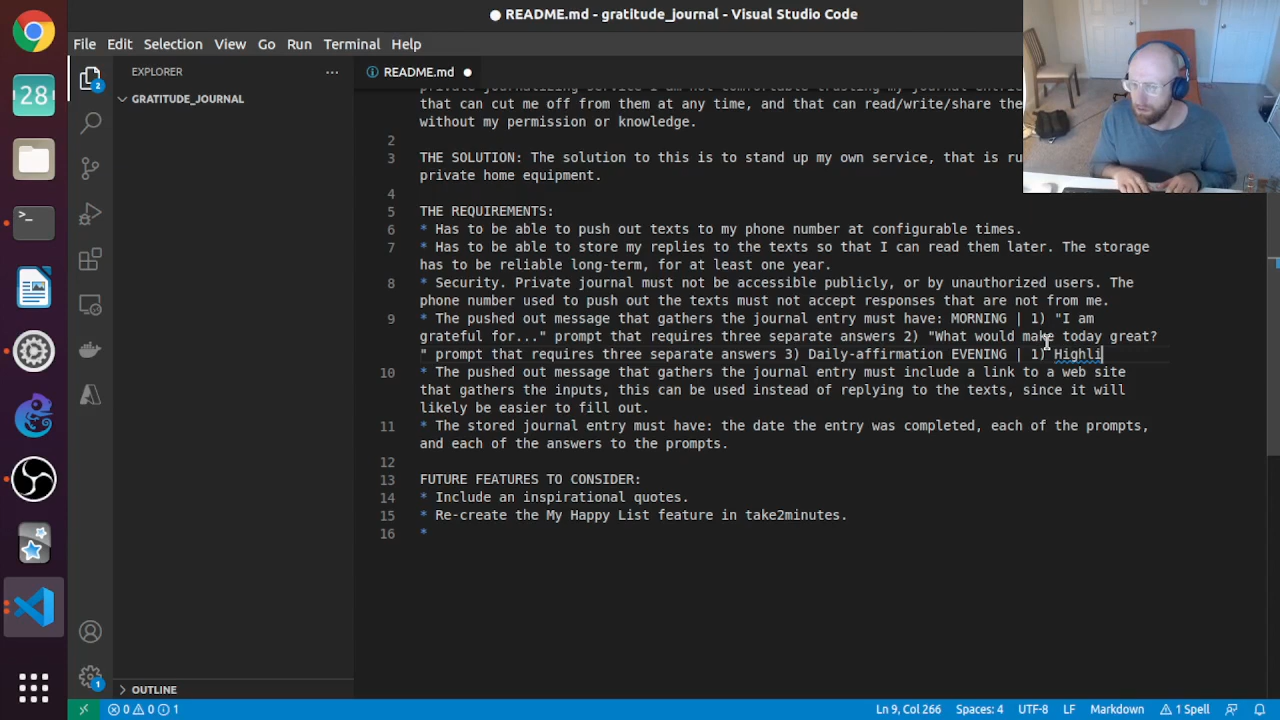 README.md - gratitude_journal - Visual Studio Code
File Edit Selection View Go Run Terminal Help
28
EXPLORER
README.md
2
GRATITUDE_JOURNAL
that can cut me off from them at any time, and that can read/write/share the
without my permission or knowledge.
2
3 THE SOLUTION: The solution to this is to stand up my own service, that is ru
private home equipment.
4
5 THE REQUIREMENTS:
6 * Has to be able to push out texts to my phone number at configurable times.
7 * Has to be able to store my replies to the texts so that I can read them later. The storage
has to be reliable long-term, for at least one year.
8 * Security. Private journal must not be accessible publicly, or by unauthorized users. The
phone number used to push out the texts must not accept responses that are not from me.
9 * The pushed out message that gathers the journal entry must have: MORNING | 1) "I am
grateful for..." prompt that requires three separate answers 2) "What would make today great?
" prompt that requires three separate answers 3) Daily-affirmation EVENING | 1) Highli
10 * The pushed out message that gathers the journal entry must include a link to a web site
that gathers the inputs, this can be used instead of replying to the texts, since it will
likely be easier to fill out.
11 * The stored journal entry must have: the date the entry was completed, each of the prompts,
and each of the answers to the prompts.
12
13 FUTURE FEATURES TO CONSIDER:
14 * Include an inspirational quotes.
15 * Re-create the My Happy List feature in take2minutes.
16 *
1
OUTLINE
0 0 1 Ln 9, Col 266 Spaces: 4 UTF-8 LF Markdown 1 Spell